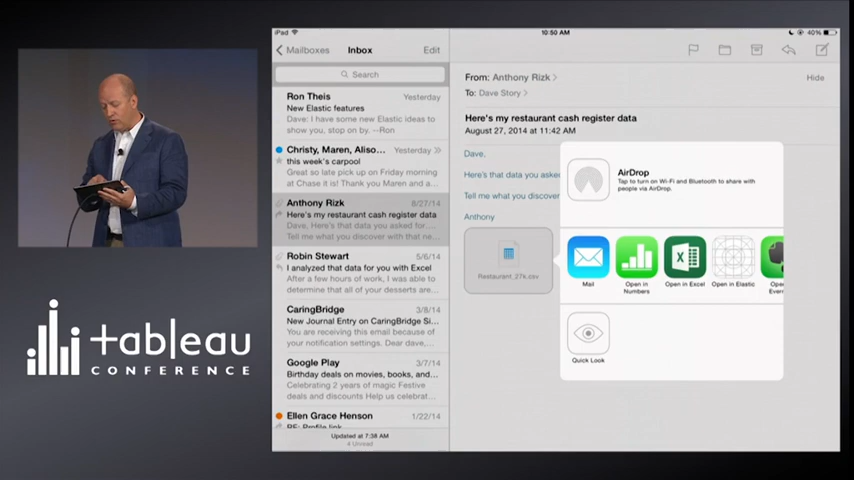 iPad
10:50 AM
40%
Mailboxes
Inbox
Edit
Search
Ron Theis
Yesterday
New Elastic features
Dave: I have some new Elastic ideas to
show you, stop on by. --Ron
Christy, Maren, Aliso...
Yesterday
this week's carpool
Great so late pick up on Friday morning
at Chase it is! Thank you Maren and a...
Anthony Rizk
8/27/14
Here's my restaurant cash register data
Dave, Here's that data you asked for....
Tell me what you discover with that ne...
Robin Stewart
5/6/14
I analyzed that data for you with Excel
After a few hours of work, I was able to
determine that all of your desserts are...
CaringBridge
3/8/14
New Journal Entry on CaringBridge Si...
You are receiving this email because of
your notification settings. Dear dave,...
Google Play
3/7/14
Birthday deals on movies, books, and...
Celebrating 2 years of magic Festive
deals and discounts Help us celebrat...
Ellen Grace Henson
1/22/14
RE: Profile link
Updated at 7:38 AM
4 Unread
From: Anthony Rizk
Hide
To: Dave Story
Here's my restaurant cash register data
August 27, 2014 at 11:42 AM
Dave,
Here's that data you asked
Tell me what you discover
Anthony
Restaurant_27k.csv
AirDrop
Tap to turn on Wi-Fi and Bluetooth to share with
people via AirDrop.
Mail
Open in
Numbers
Open in Excel
Open in Elastic
Open
Evern
Quick Look
+ableau
CONFERENCE